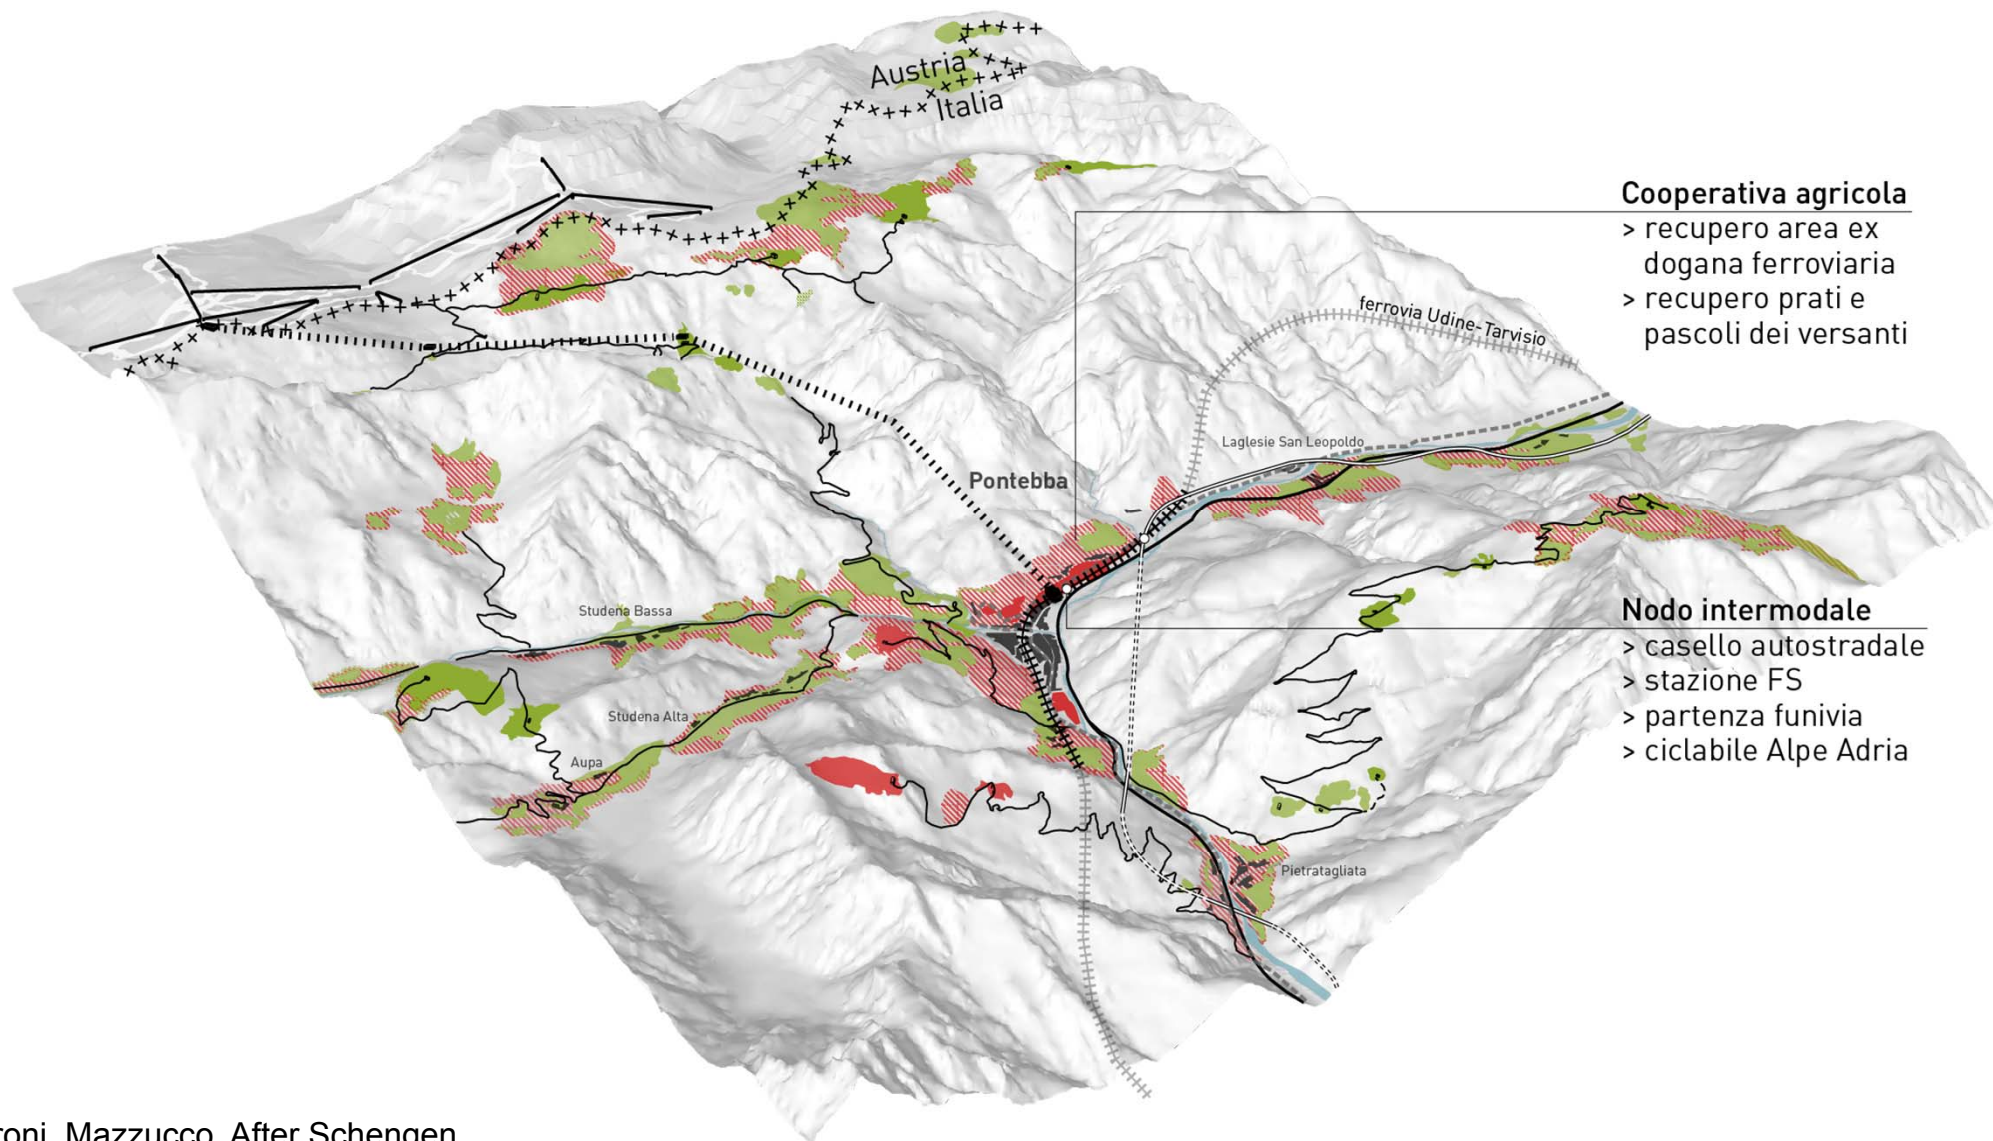 Austria
Italia
Cooperativa agricola
> recupero area ex
dogana ferroviaria
> recupero prati e
pascoli dei versanti
ferrovia Udine-Tarvisio
Laglesie San Leopoldo
Pontebba
Studena Bassa
Nodo intermodale
> casello autostradale
> stazione FS
> partenza funivia
> ciclabile Alpe Adria
Studena Alta
Aupa
Pietratagliata
Mazzucco, After Schengen